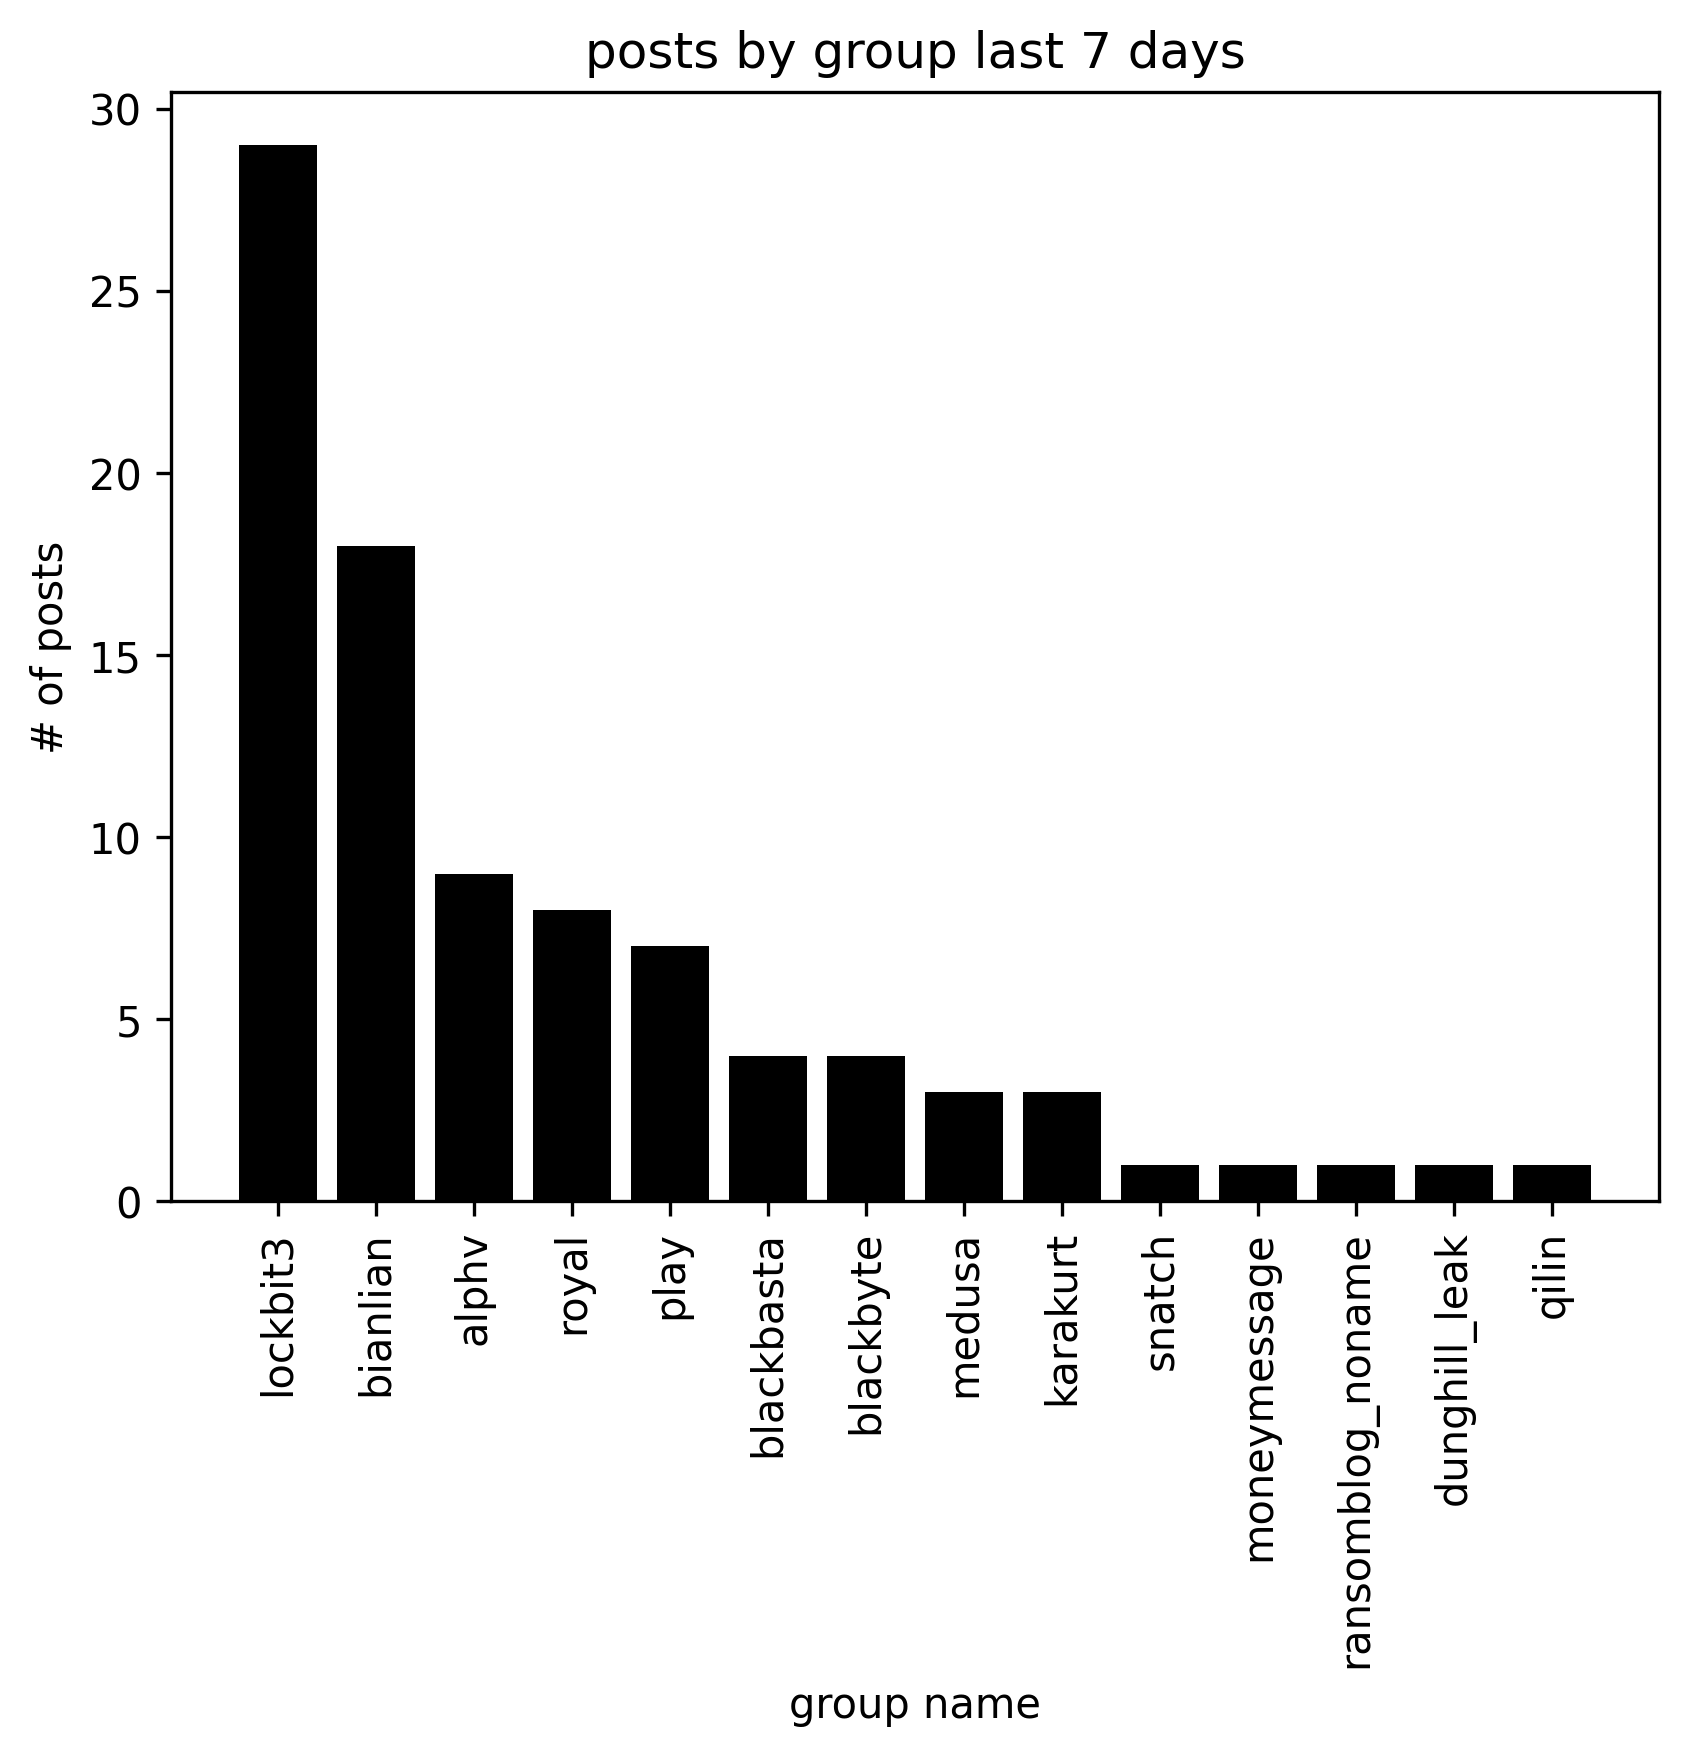 posts by group last 7 days
30
25
20
15
10
5
0
# of posts
lockbit3
bianlian
alphv
royal
play
blackbasta
blackbyte
medusa
karakurt
snatch
moneymessage
ransomblog_noname
dunghill_leak
qilin
group name